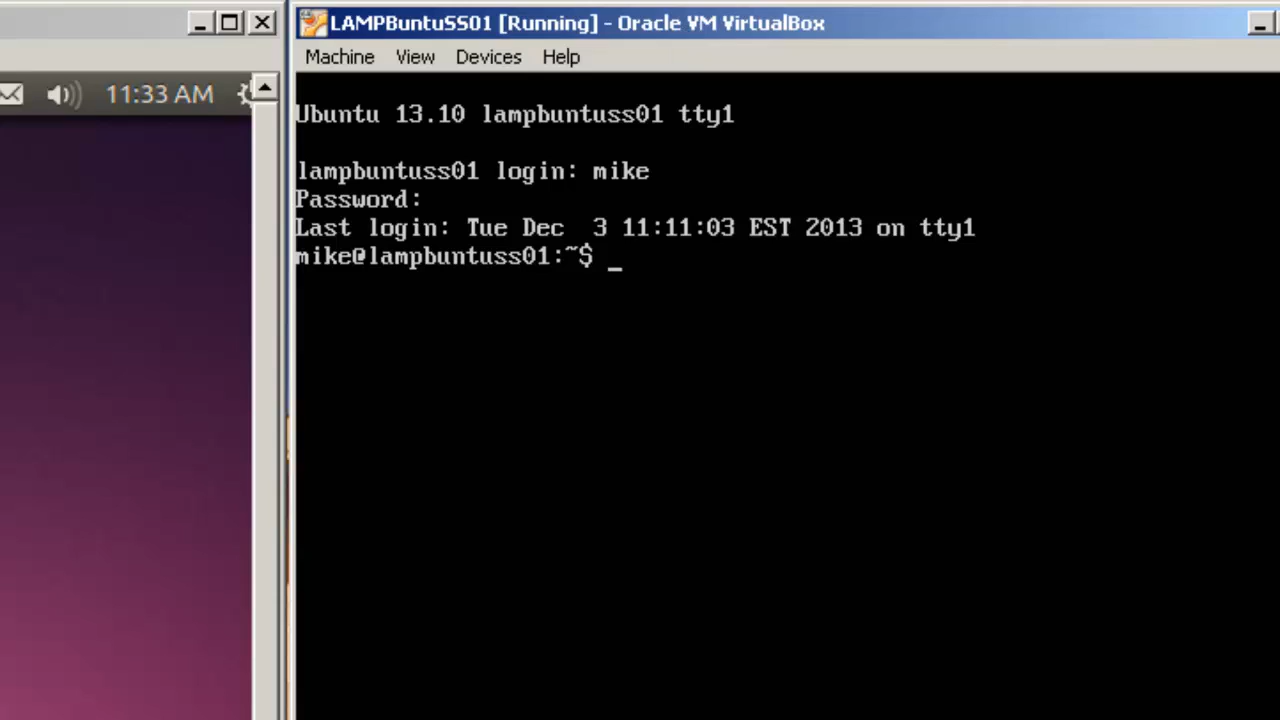 LAMPBuntuSS01 [Running] - Oracle VM VirtualBox
Machine View Devices Help
11:33 AM
Ubuntu 13.10 lampbuntuss01 tty1
lampbuntuss01 login: mike
Password:
Last login: Tue Dec  3 11:11:03 EST 2013 on tty1
mike@lampbuntuss01:~$ _